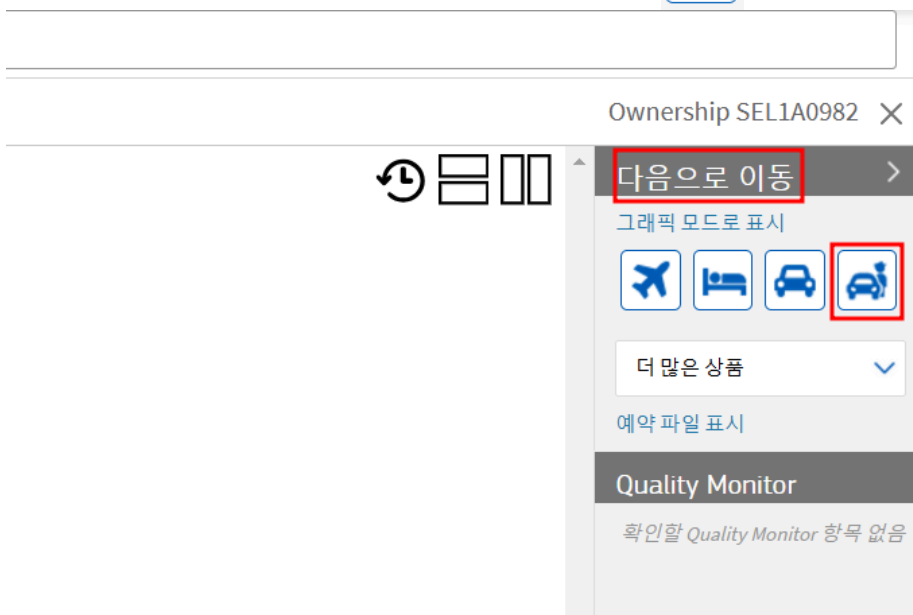 Ownership SEL1A0982
다음으로 이동
그래픽 모드로 표시
더 많은 상품
예약 파일 표시
Quality Monitor
확인할 Quality Monitor 항목 없음